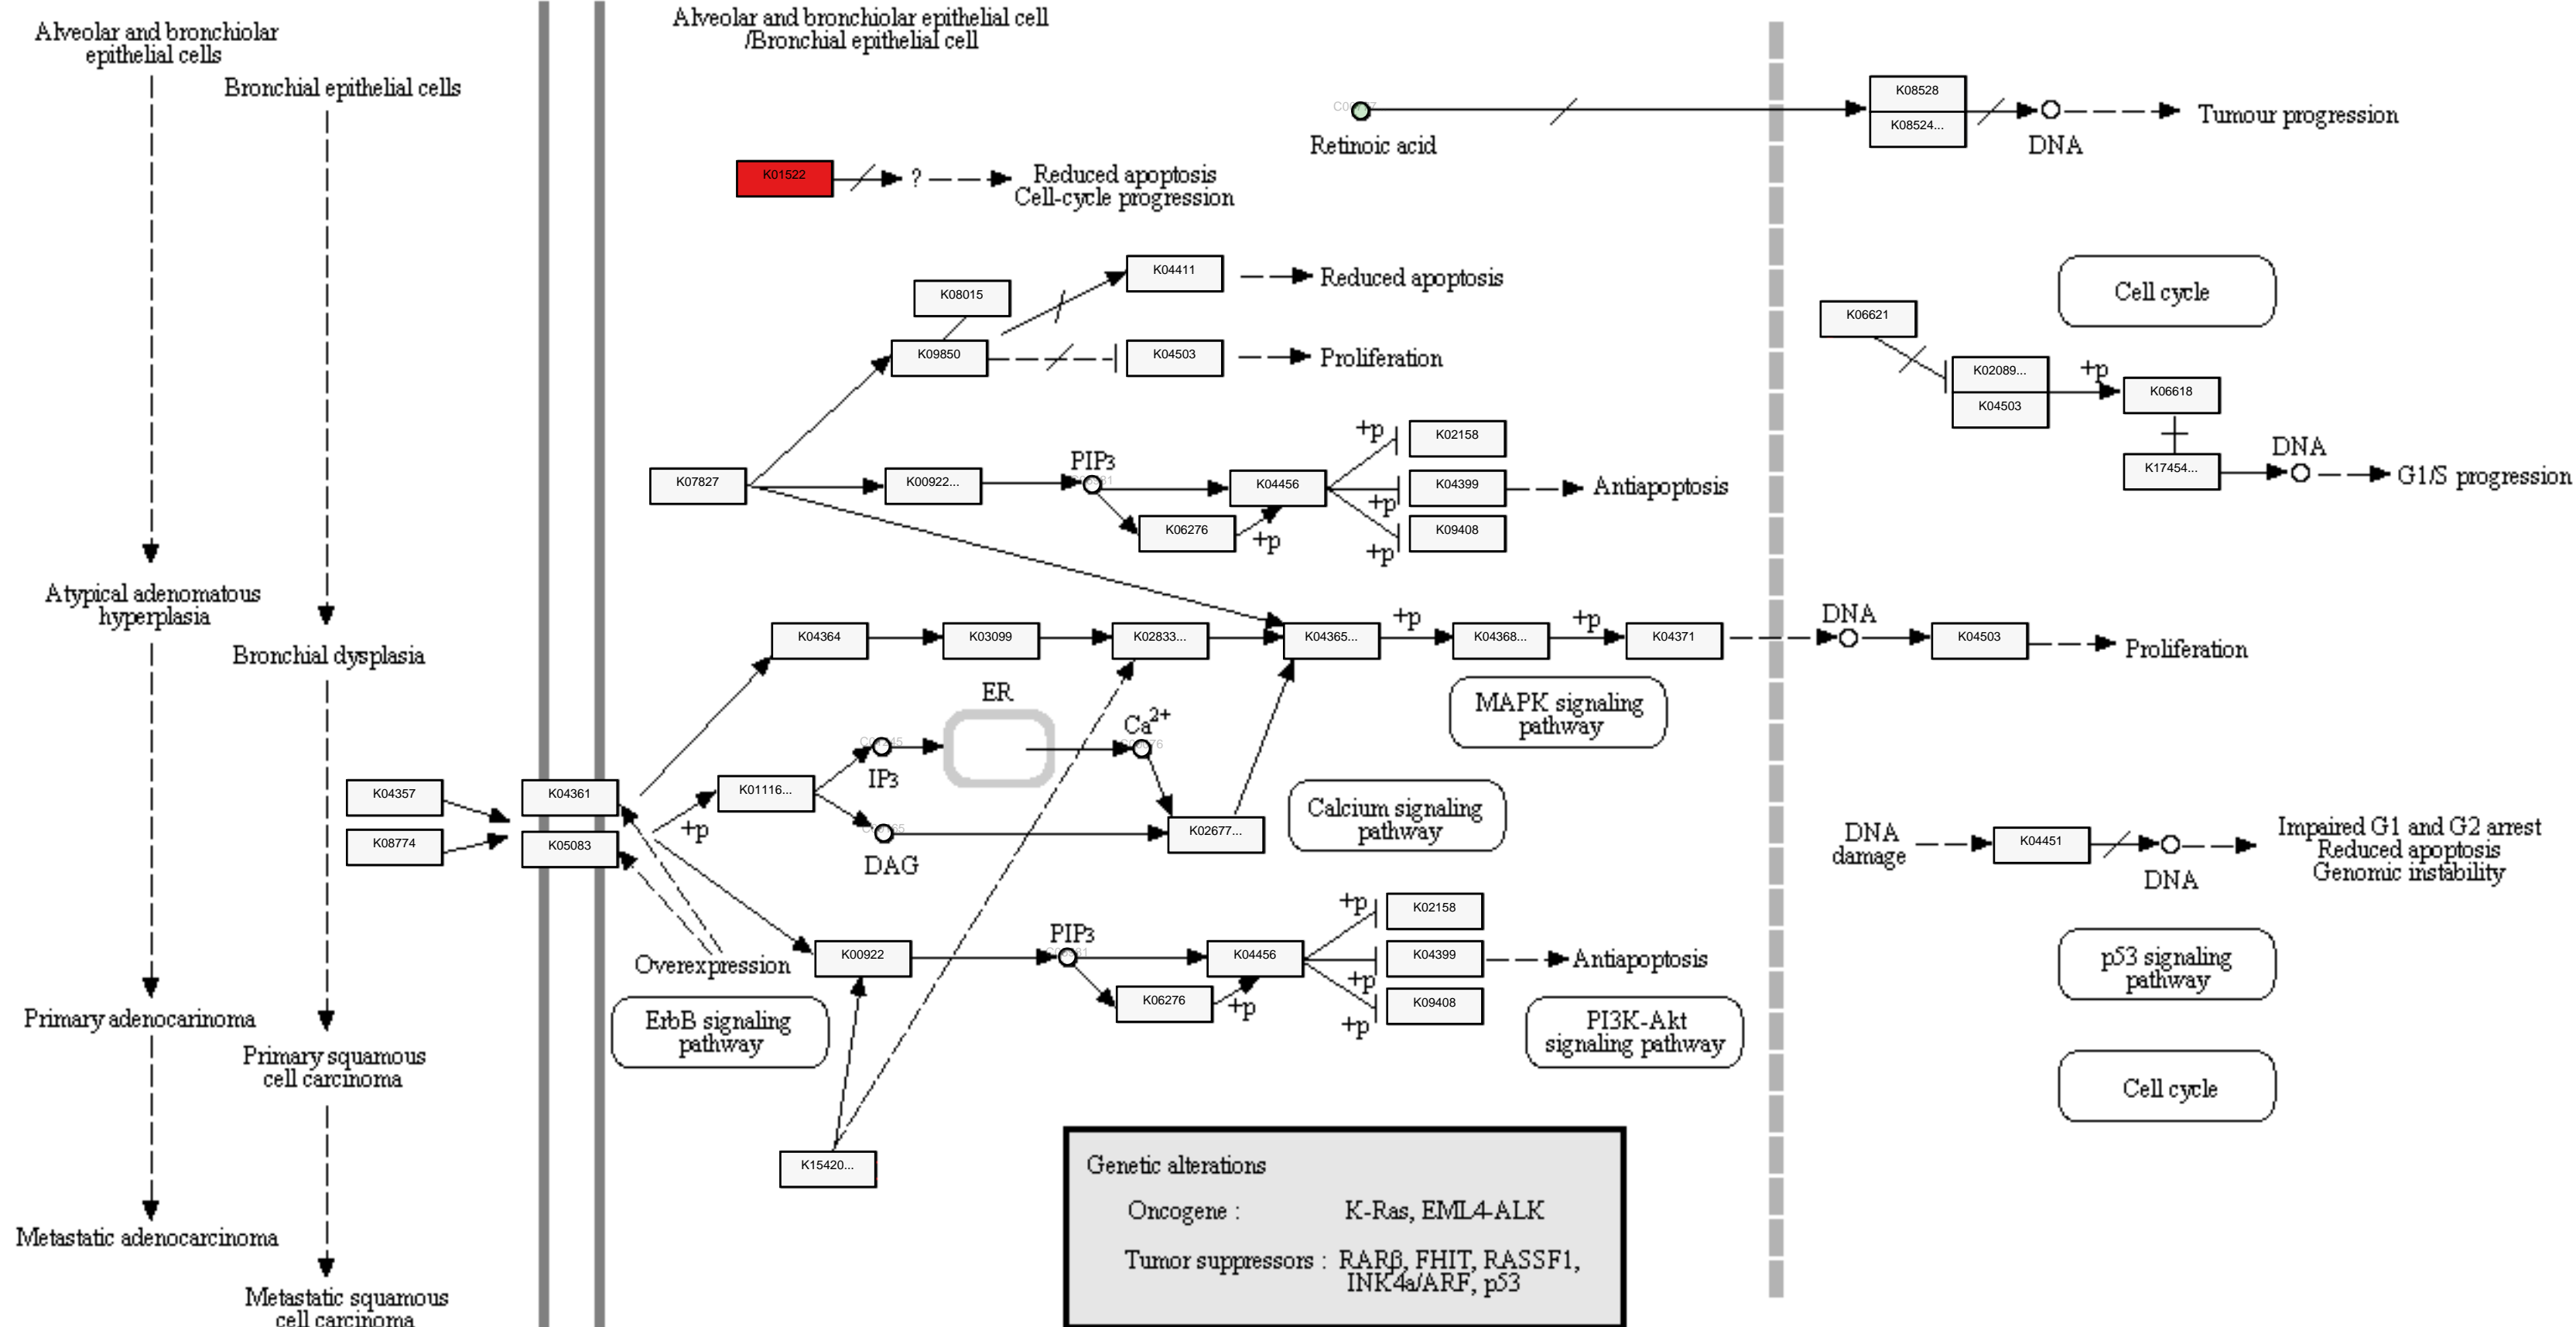 Alveolar and bronchiolar
epithelial cells
Bronchial epithelial cells
Atypical adenomatous
hyperplasia
Bronchial dysplasia
Primary adenocarinoma
Primary squamous
cell carcinoma
Metastatic adenocarcinoma
Metastatic squamous
cell carcinoma
Alveolar and bronchiolar epithelial cell
/Bronchial epithelial cell
Retinoic acid
K08528
K08524...
DNA
Tumour progression
K01522
?
Reduced apoptosis
Cell-cycle progression
K08015
K04411
Reduced apoptosis
K09850
K04503
Proliferation
K07827
K00922...
PIP3
K04456
K06276
+p
+p
+p
+p
K02158
K04399
K09408
Antiapoptosis
Cell cycle
K06621
K02089...
K04503
+p
K06618
K17454...
DNA
G1/S progression
K04364
K03099
K02833...
K04365...
+p
K04368...
+p
K04371
DNA
K04503
Proliferation
MAPK signaling
pathway
ER
Ca2+
IP3
K01116...
+p
DAG
K02677...
Calcium signaling
pathway
K04357
K08774
K04361
K05083
DNA
damage
K04451
DNA
Impaired G1 and G2 arrest
Reduced apoptosis
Genomic instability
Overexpression
K00922
PIP3
K04456
K06276
+p
+p
+p
+p
K02158
K04399
K09408
Antiapoptosis
ErbB signaling
pathway
PI3K-Akt
signaling pathway
p53 signaling
pathway
Cell cycle
K15420...
Genetic alterations
Oncogene : K-Ras, EML4-ALK
Tumor suppressors : RARβ, FHIT, RASSF1,
INK4a/ARF, p53